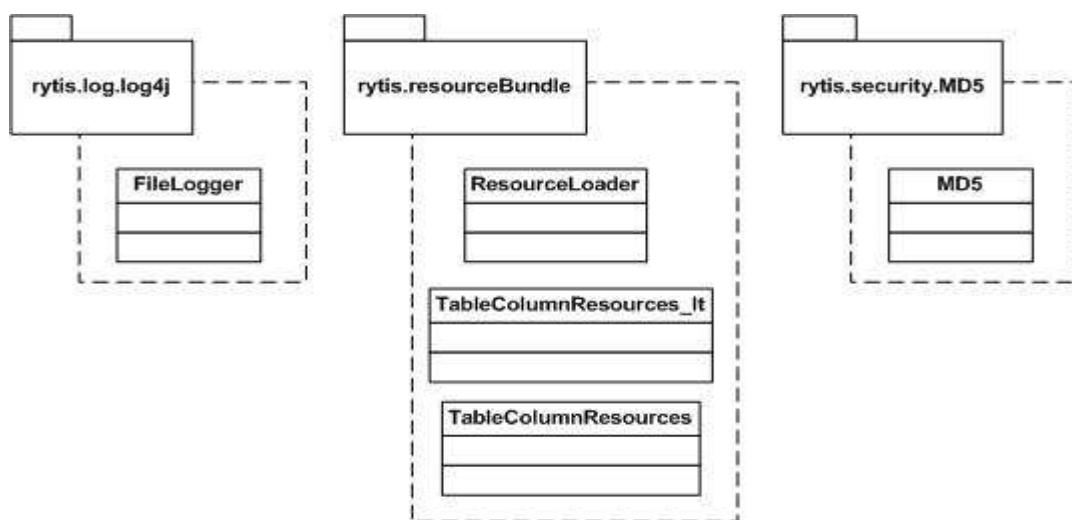 rytis.log.log4j
FileLogger
rytis.resourceBundle
ResourceLoader
TableColumnResources_lt
TableColumnResources
rytis.security.MD5
MD5